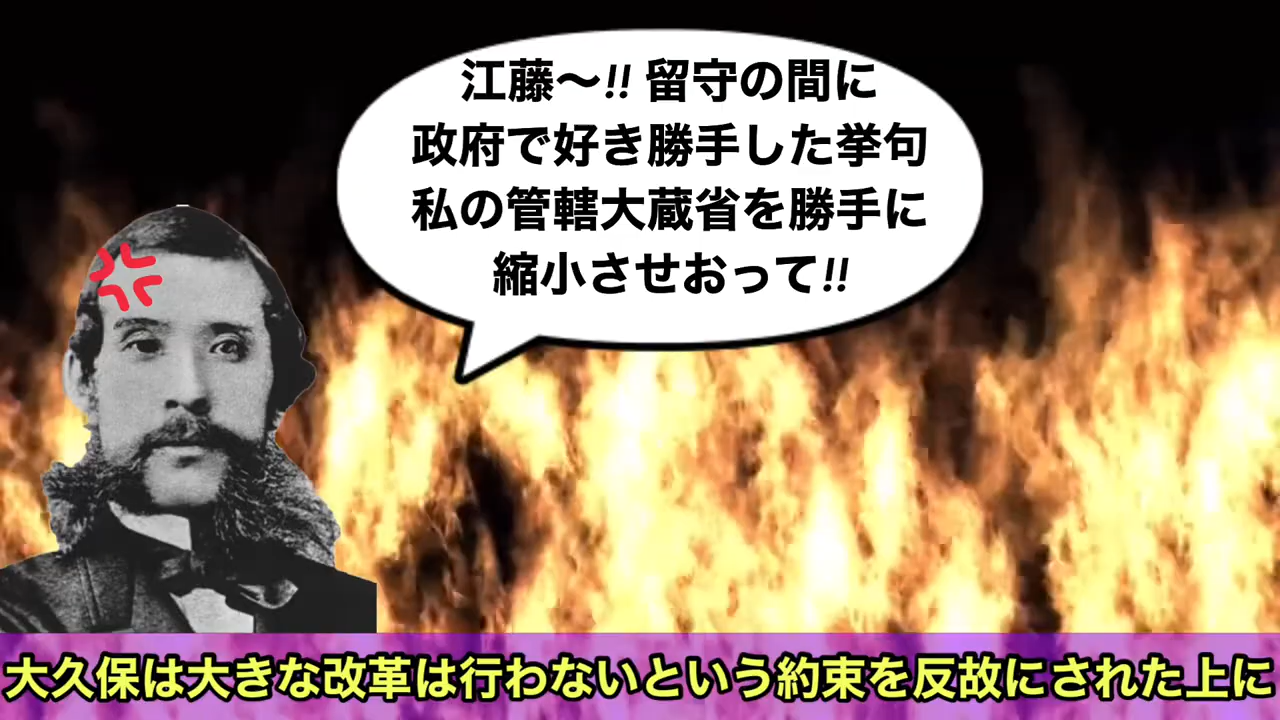 江藤〜!! 留守の間に
政府で好き勝手した挙句
私の管轄大蔵省を勝手に
縮小させおって!!
大久保は大きな改革は行わないという約束を反故にされた上に